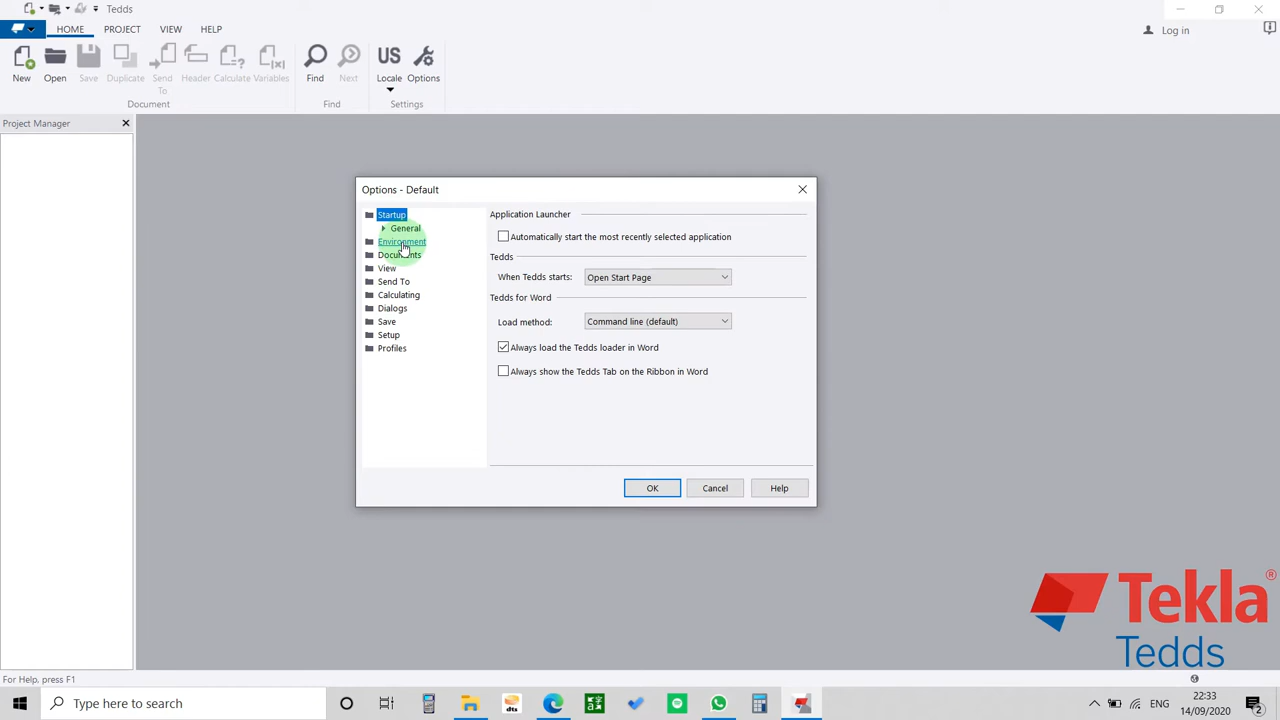 Tedds
HOME PROJECT VIEW HELP
Log in
New Open Save Duplicate Send To Header Calculate Variables
Document
Find Next
Find
US
Locale Options
Settings
Project Manager
Options - Default
Startup
General
Environment
Documents
View
Send To
Calculating
Dialogs
Save
Setup
Profiles
Application Launcher
Automatically start the most recently selected application
Tedds
When Tedds starts: Open Start Page
Tedds for Word
Load method: Command line (default)
Always load the Tedds loader in Word
Always show the Tedds Tab on the Ribbon in Word
OK Cancel Help
Tekla®
Tedds
For Help, press F1
Type here to search
dts
ENG
22:33
14/09/2020
2